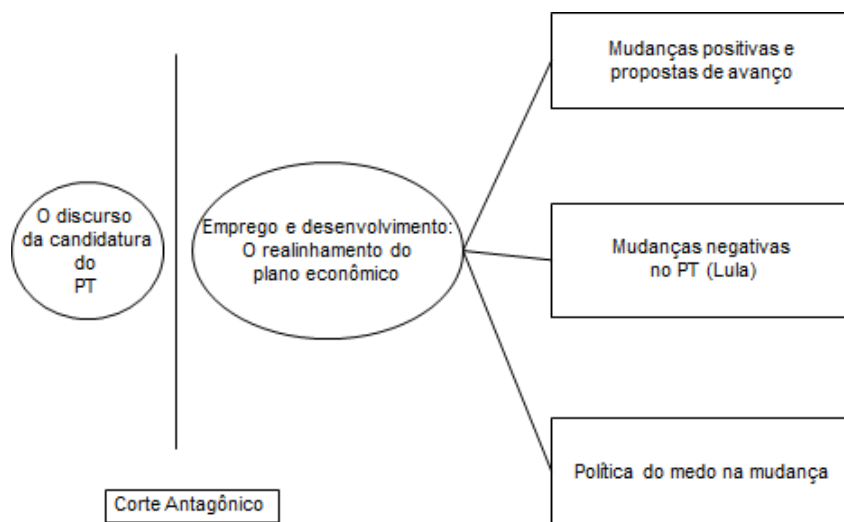 O discurso
da candidatura
do
PT
Emprego e desenvolvimento:
O realinhamento do
plano econômico
Mudanças positivas e
propostas de avanço
Mudanças negativas
no PT (Lula)
Política do medo na mudança
Corte Antagônico